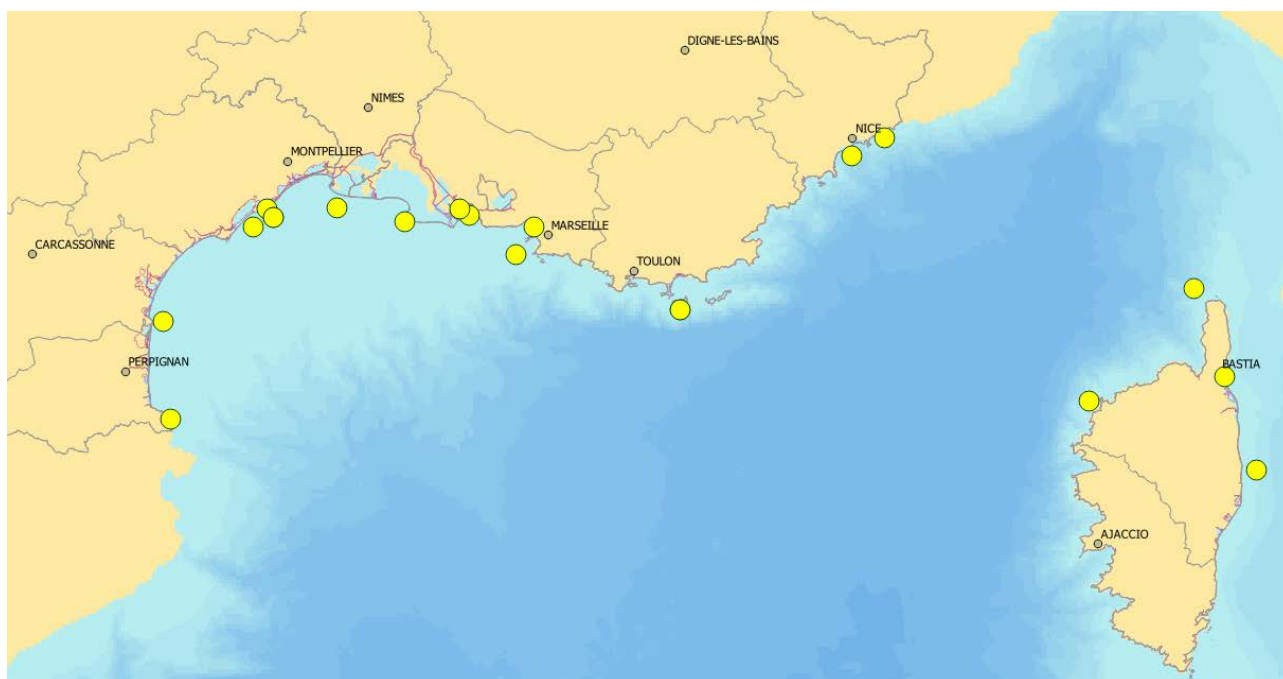 DIGNE-LES-BAINS
NIMES
NICE
MONTPELLIER
MARSEILLE
CARCASSONNE
TOULON
PERPIGNAN
BASTIA
AJACCIO